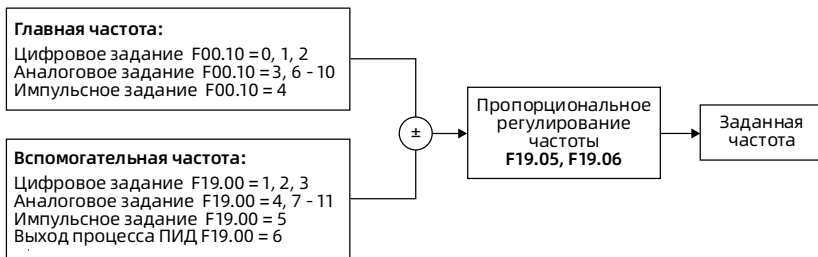 Главная частота:
Цифровое задание F00.10 = 0, 1, 2
Аналоговое задание F00.10 = 3, 6 - 10
Импульсное задание F00.10 = 4
Вспомогательная частота:
Цифровое задание F19.00 = 1, 2, 3
Аналоговое задание F19.00 = 4, 7 - 11
Импульсное задание F19.00 = 5
Выход процесса ПИД F19.00 = 6
±
Пропорциональное
регулирование
частоты
F19.05, F19.06
Заданная
частота